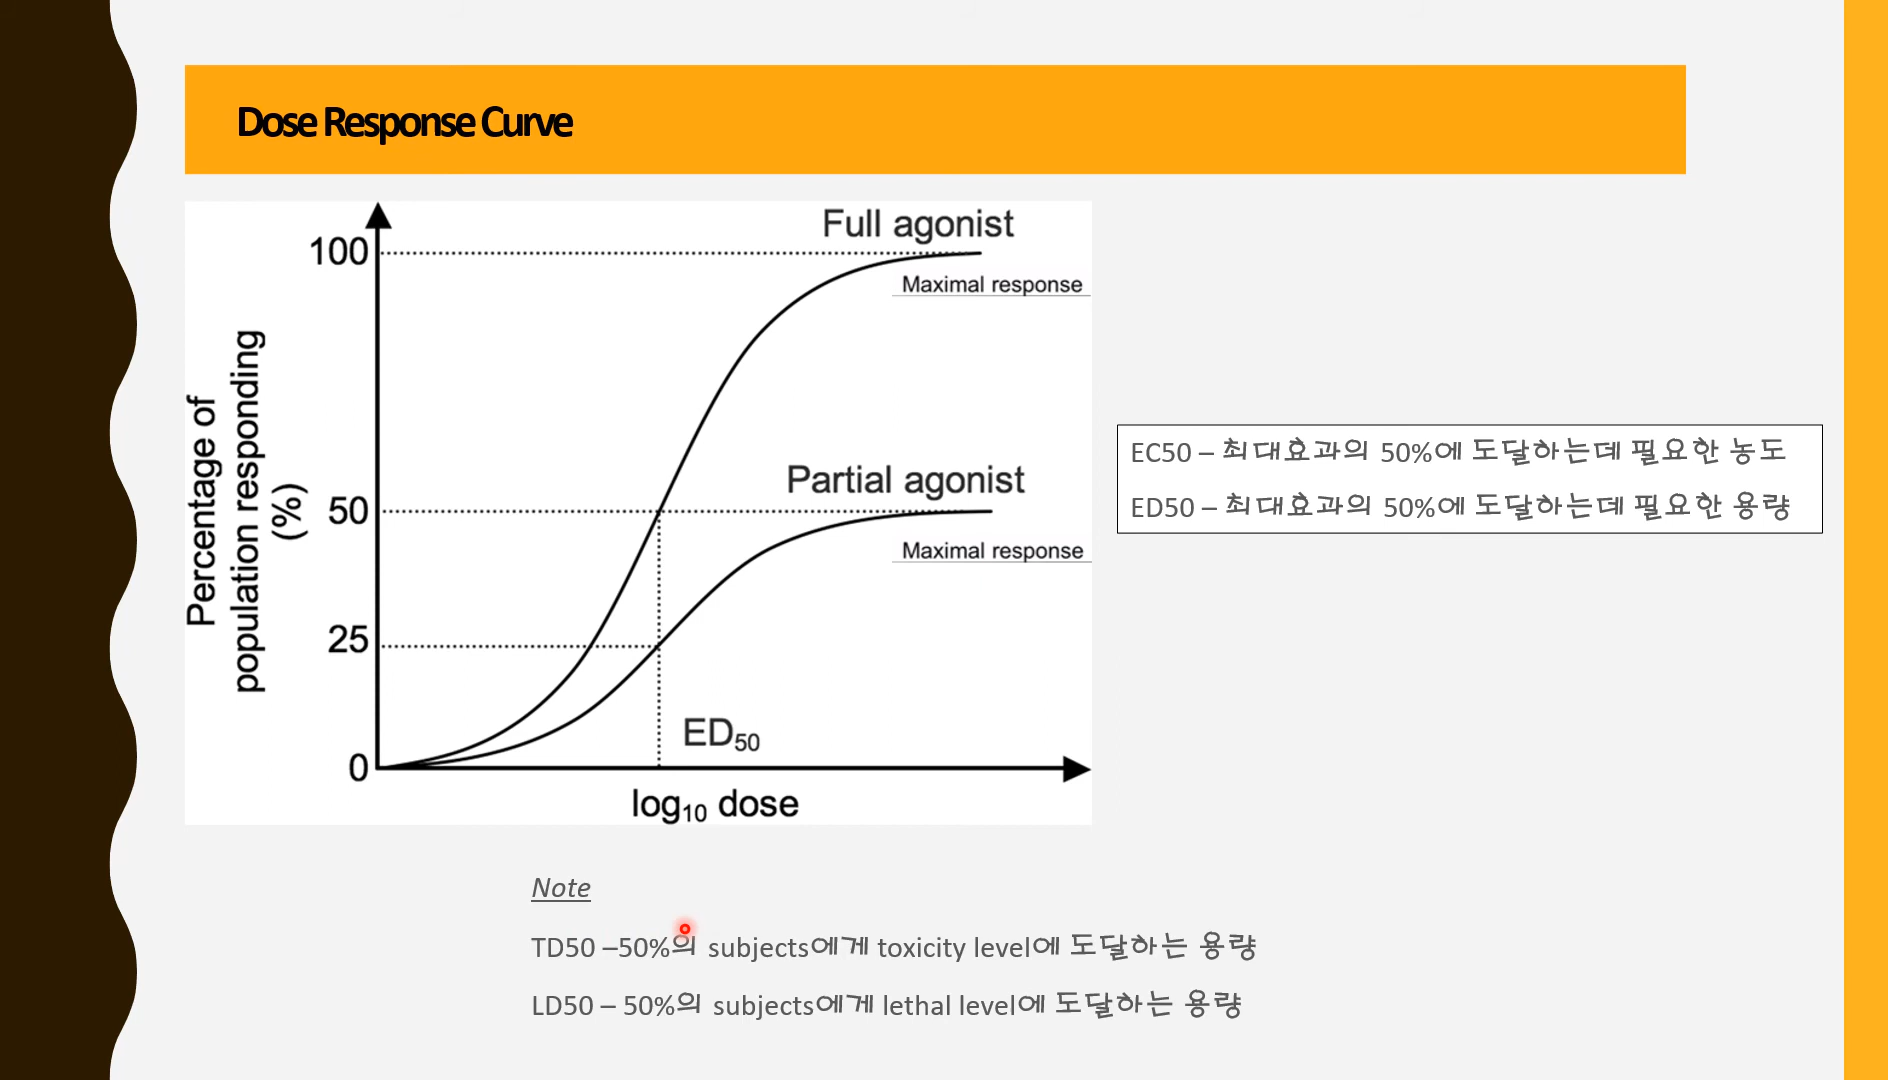 Dose Response Curve
Full agonist
100
Maximal response
Percentage of
population responding
(%)
Partial agonist
50
Maximal response
25
ED50
0
log10 dose
EC50 – 최대효과의 50%에 도달하는데 필요한 농도
ED50 – 최대효과의 50%에 도달하는데 필요한 용량
Note
TD50 –50%의 subjects에게 toxicity level에 도달하는 용량
LD50 – 50%의 subjects에게 lethal level에 도달하는 용량